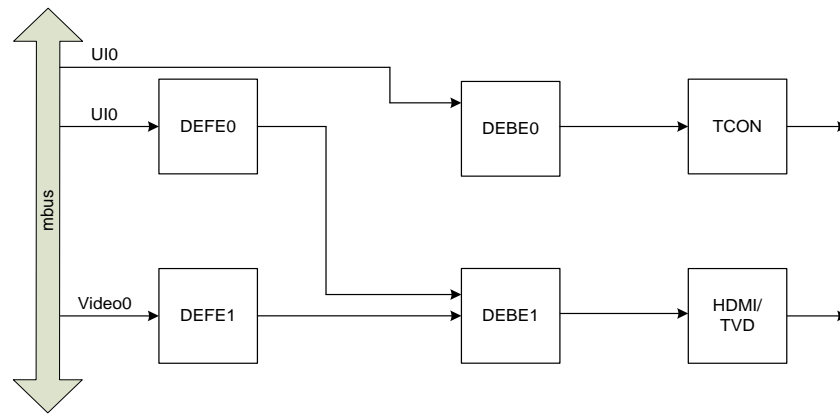 UI0
UI0
DEFE0
DEBE0
TCON
mbus
Video0
DEFE1
DEBE1
HDMI/
TVD